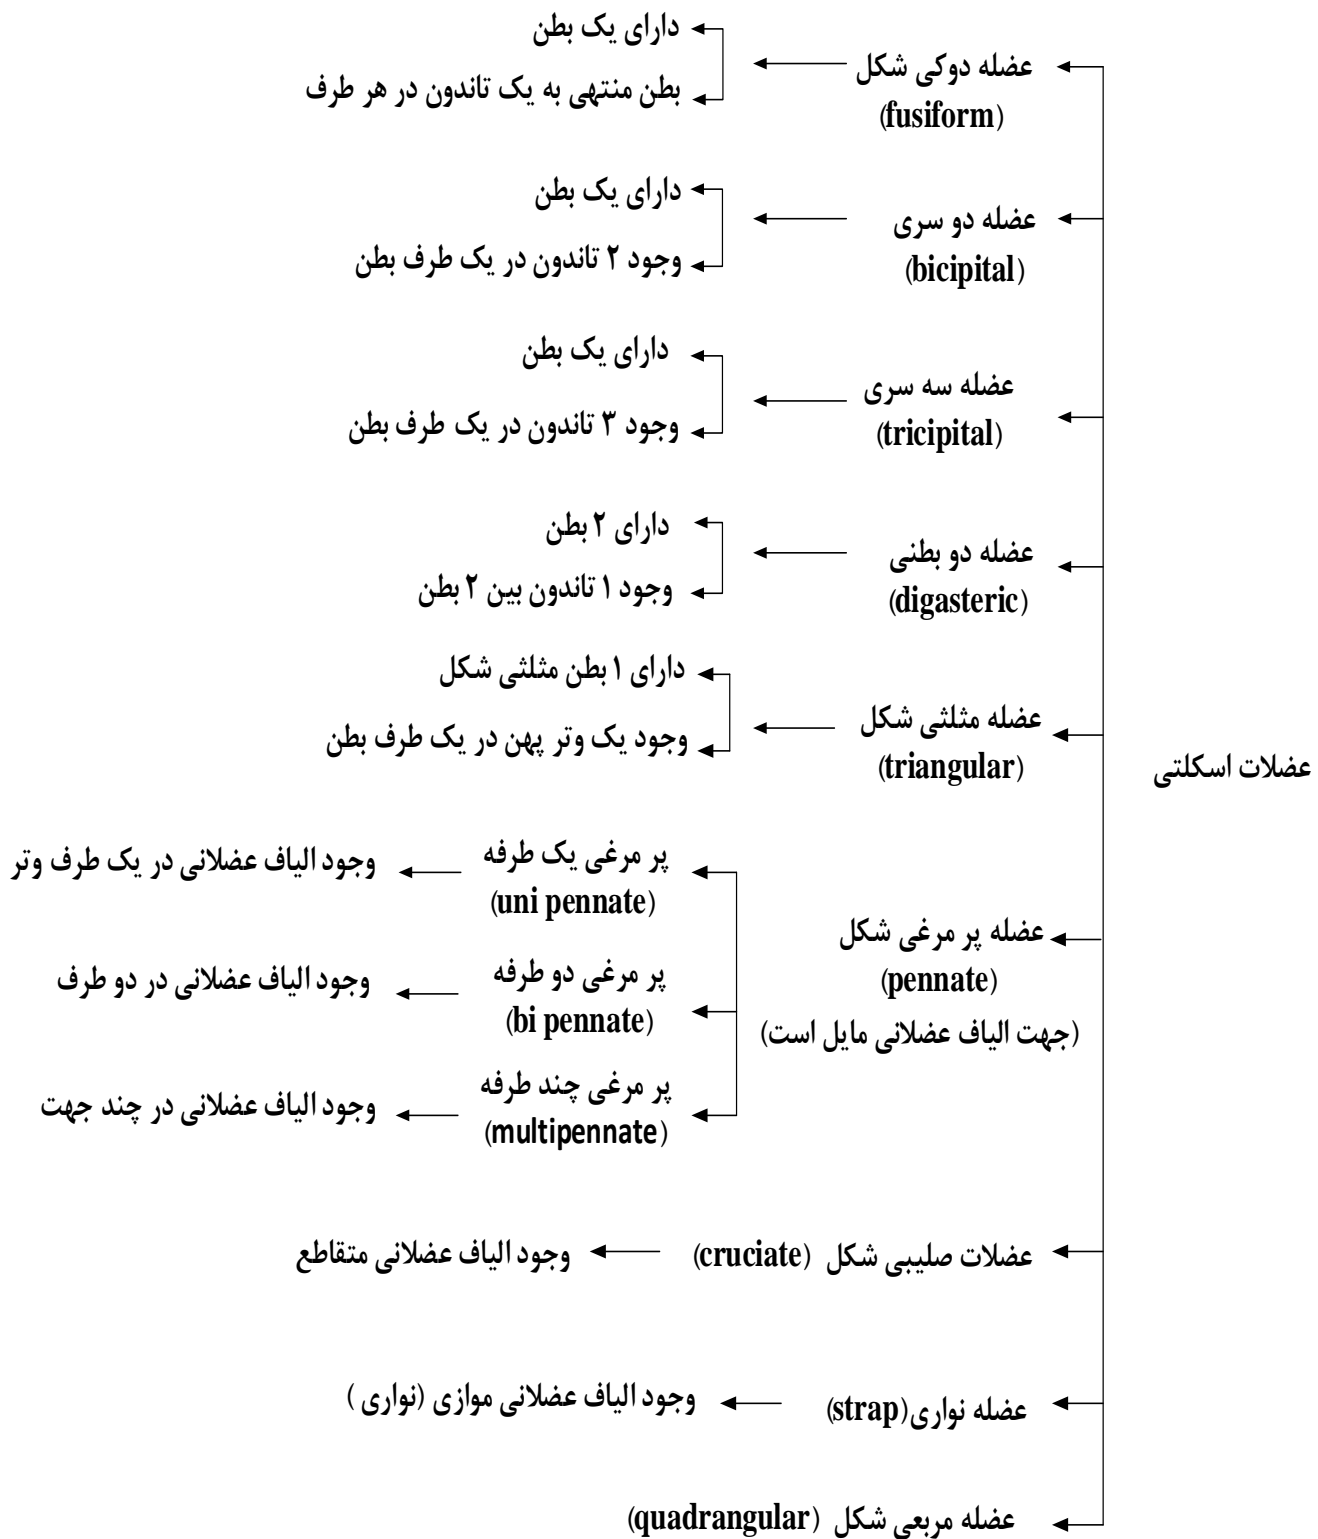 عضلات اسکلتی
عضله دوکی شکل
(fusiform)
دارای یک بطن
بطن منتهی به یک تاندون در هر طرف
عضله دو سری
(bicipital)
دارای یک بطن
وجود ۲ تاندون در یک طرف بطن
عضله سه سری
(tricipital)
دارای یک بطن
وجود ۳ تاندون در یک طرف بطن
عضله دو بطنی
(digasteric)
دارای ۲ بطن
وجود ۱ تاندون بین ۲ بطن
عضله مثلثی شکل
(triangular)
دارای ۱ بطن مثلثی شکل
وجود یک وتر پهن در یک طرف بطن
عضله پر مرغی شکل
(pennate)
(جهت الیاف عضلانی مایل است)
پر مرغی یک طرفه
(uni pennate)
وجود الیاف عضلانی در یک طرف وتر
پر مرغی دو طرفه
(bi pennate)
وجود الیاف عضلانی در دو طرف
پر مرغی چند طرفه
(multipennate)
وجود الیاف عضلانی در چند جهت
عضلات صلیبی شکل (cruciate)
وجود الیاف عضلانی متقاطع
عضله نواری(strap)
وجود الیاف عضلانی موازی (نواری )
عضله مربعی شکل (quadrangular)